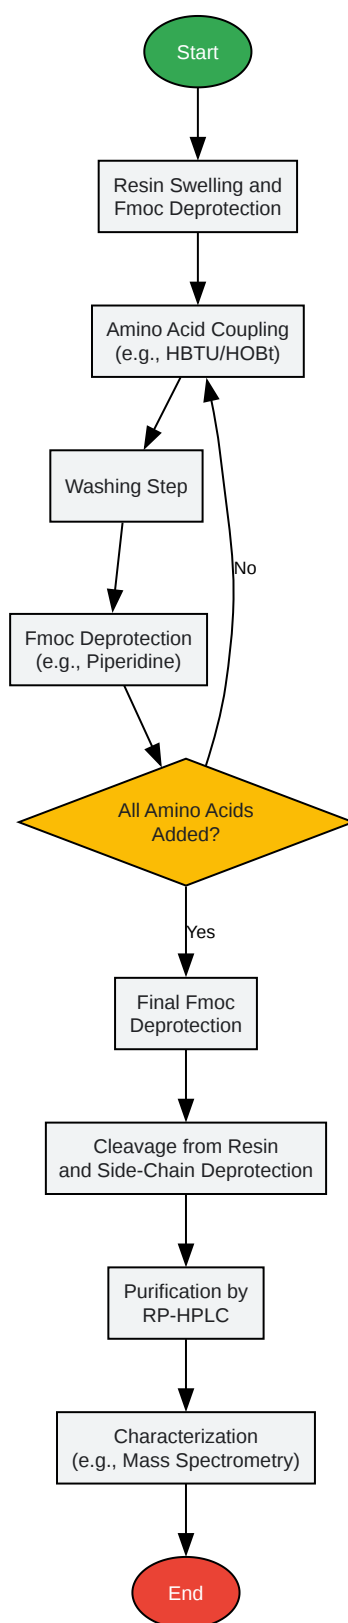 Start
Resin Swelling and
Fmoc Deprotection
Amino Acid Coupling
(e.g., HBTU/HOBt)
Washing Step
No
Fmoc Deprotection
(e.g., Piperidine)
All Amino Acids
Added?
Yes
Final Fmoc
Deprotection
Cleavage from Resin
and Side-Chain Deprotection
Purification by
RP-HPLC
Characterization
(e.g., Mass Spectrometry)
End